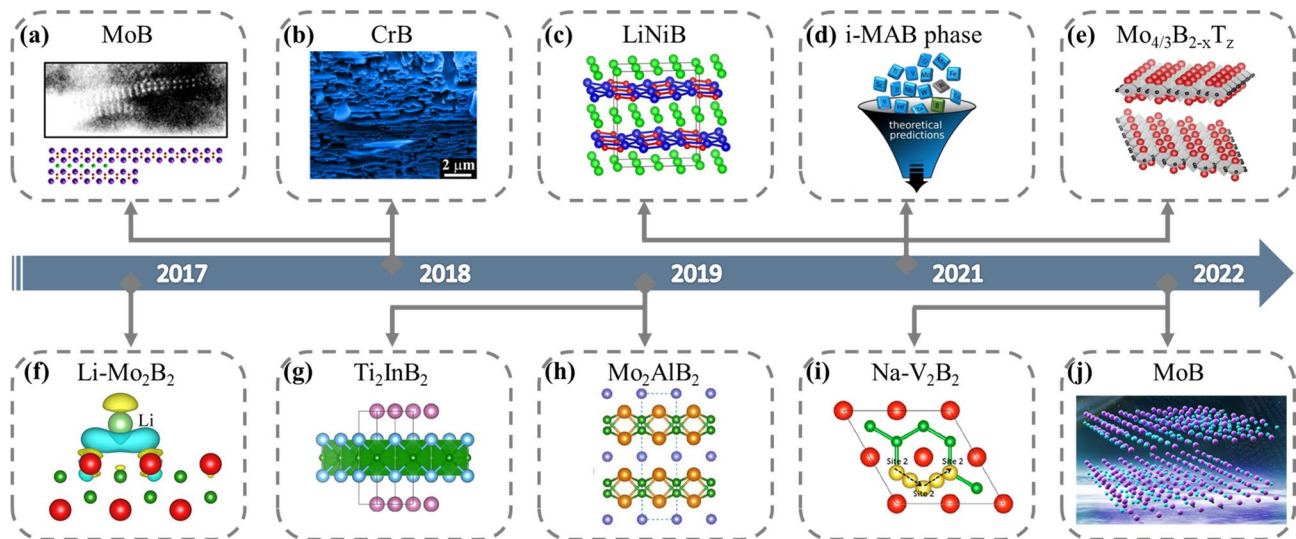 (a) MoB
(b) CrB
2 μm
(c) LiNiB
(d) i-MAB phase
theoretical
predictions
(e) Mo₄/₃B₂₋ₓT_z
2017 2018 2019 2021 2022
(f) Li-Mo₂B₂
Li
(g) Ti₂InB₂
(h) Mo₂AlB₂
(i) Na-V₂B₂
Site 2 Site 2
Site 2
(j) MoB